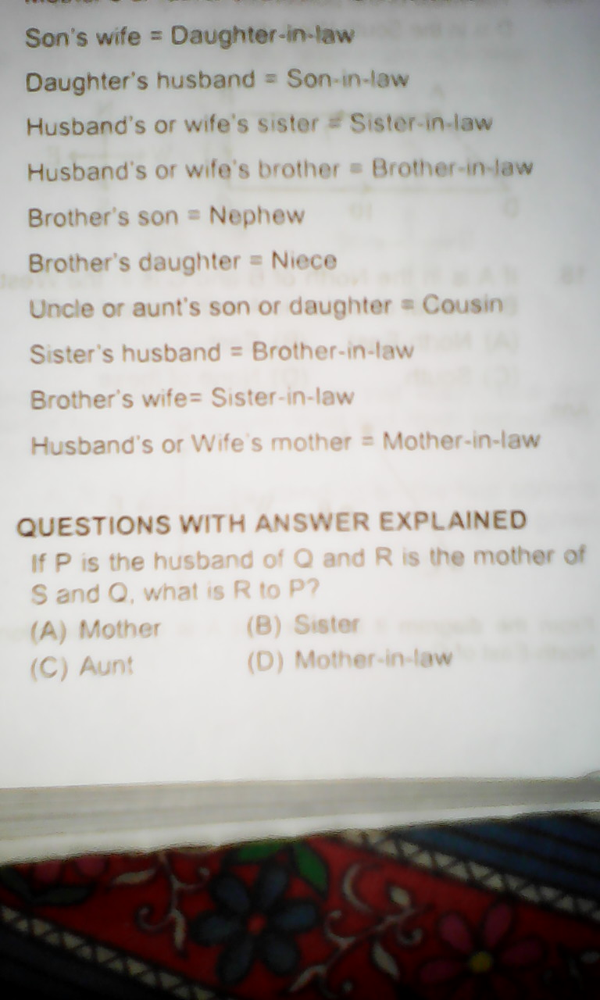 Son's wife = Daughter-in-law
Daughter's husband = Son-in-law
Husband's or wife's sister = Sister-in-law
Husband's or wife's brother = Brother-in-law
Brother's son = Nephew
Brother's daughter = Niece
Uncle or aunt's son or daughter = Cousin
Sister's husband = Brother-in-law
Brother's wife= Sister-in-law
Husband's or Wife's mother = Mother-in-law
QUESTIONS WITH ANSWER EXPLAINED
If P is the husband of Q and R is the mother of
S and Q, what is R to P?
(A) Mother (B) Sister
(C) Aunt (D) Mother-in-law